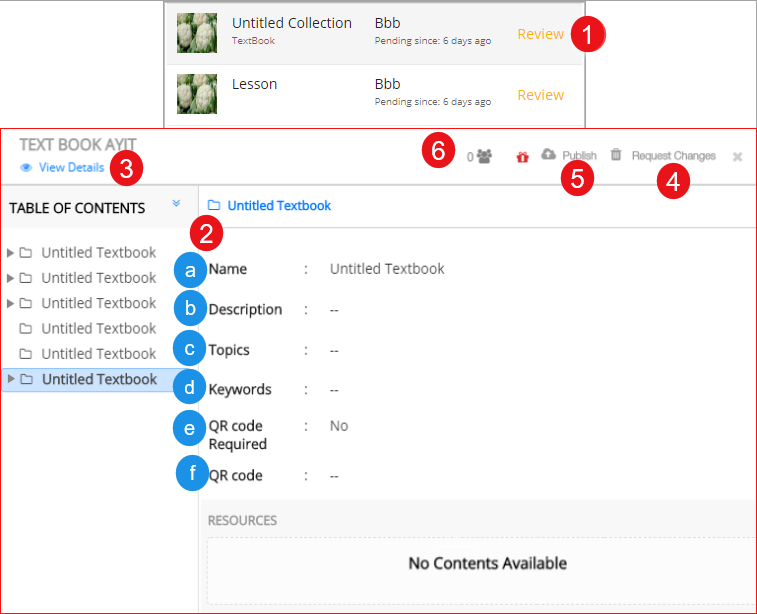 Untitled Collection Bbb
TextBook Pending since: 6 days ago Review 1
Lesson Bbb
Pending since: 6 days ago Review
TEXT BOOK AYIT
View Details 3
6 0 Publish Request Changes
5 4
TABLE OF CONTENTS
Untitled Textbook
2
Untitled Textbook
Untitled Textbook
Untitled Textbook
Untitled Textbook
Untitled Textbook
Untitled Textbook
a Name : Untitled Textbook
b Description : --
c Topics : --
d Keywords : --
e QR code : No
Required
f QR code : --
RESOURCES
No Contents Available